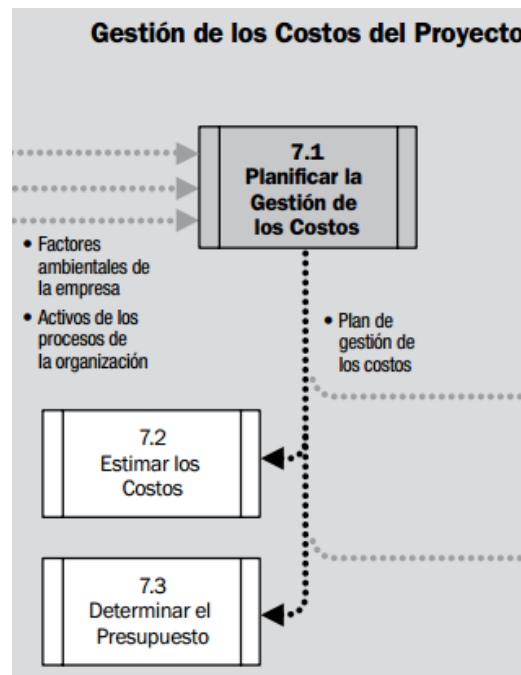 Gestión de los Costos del Proyecto
7.1
Planificar la
Gestión de
los Costos
• Factores
ambientales de
la empresa
• Activos de los
procesos de
la organización
• Plan de
gestión de
los costos
7.2
Estimar los
Costos
7.3
Determinar el
Presupuesto